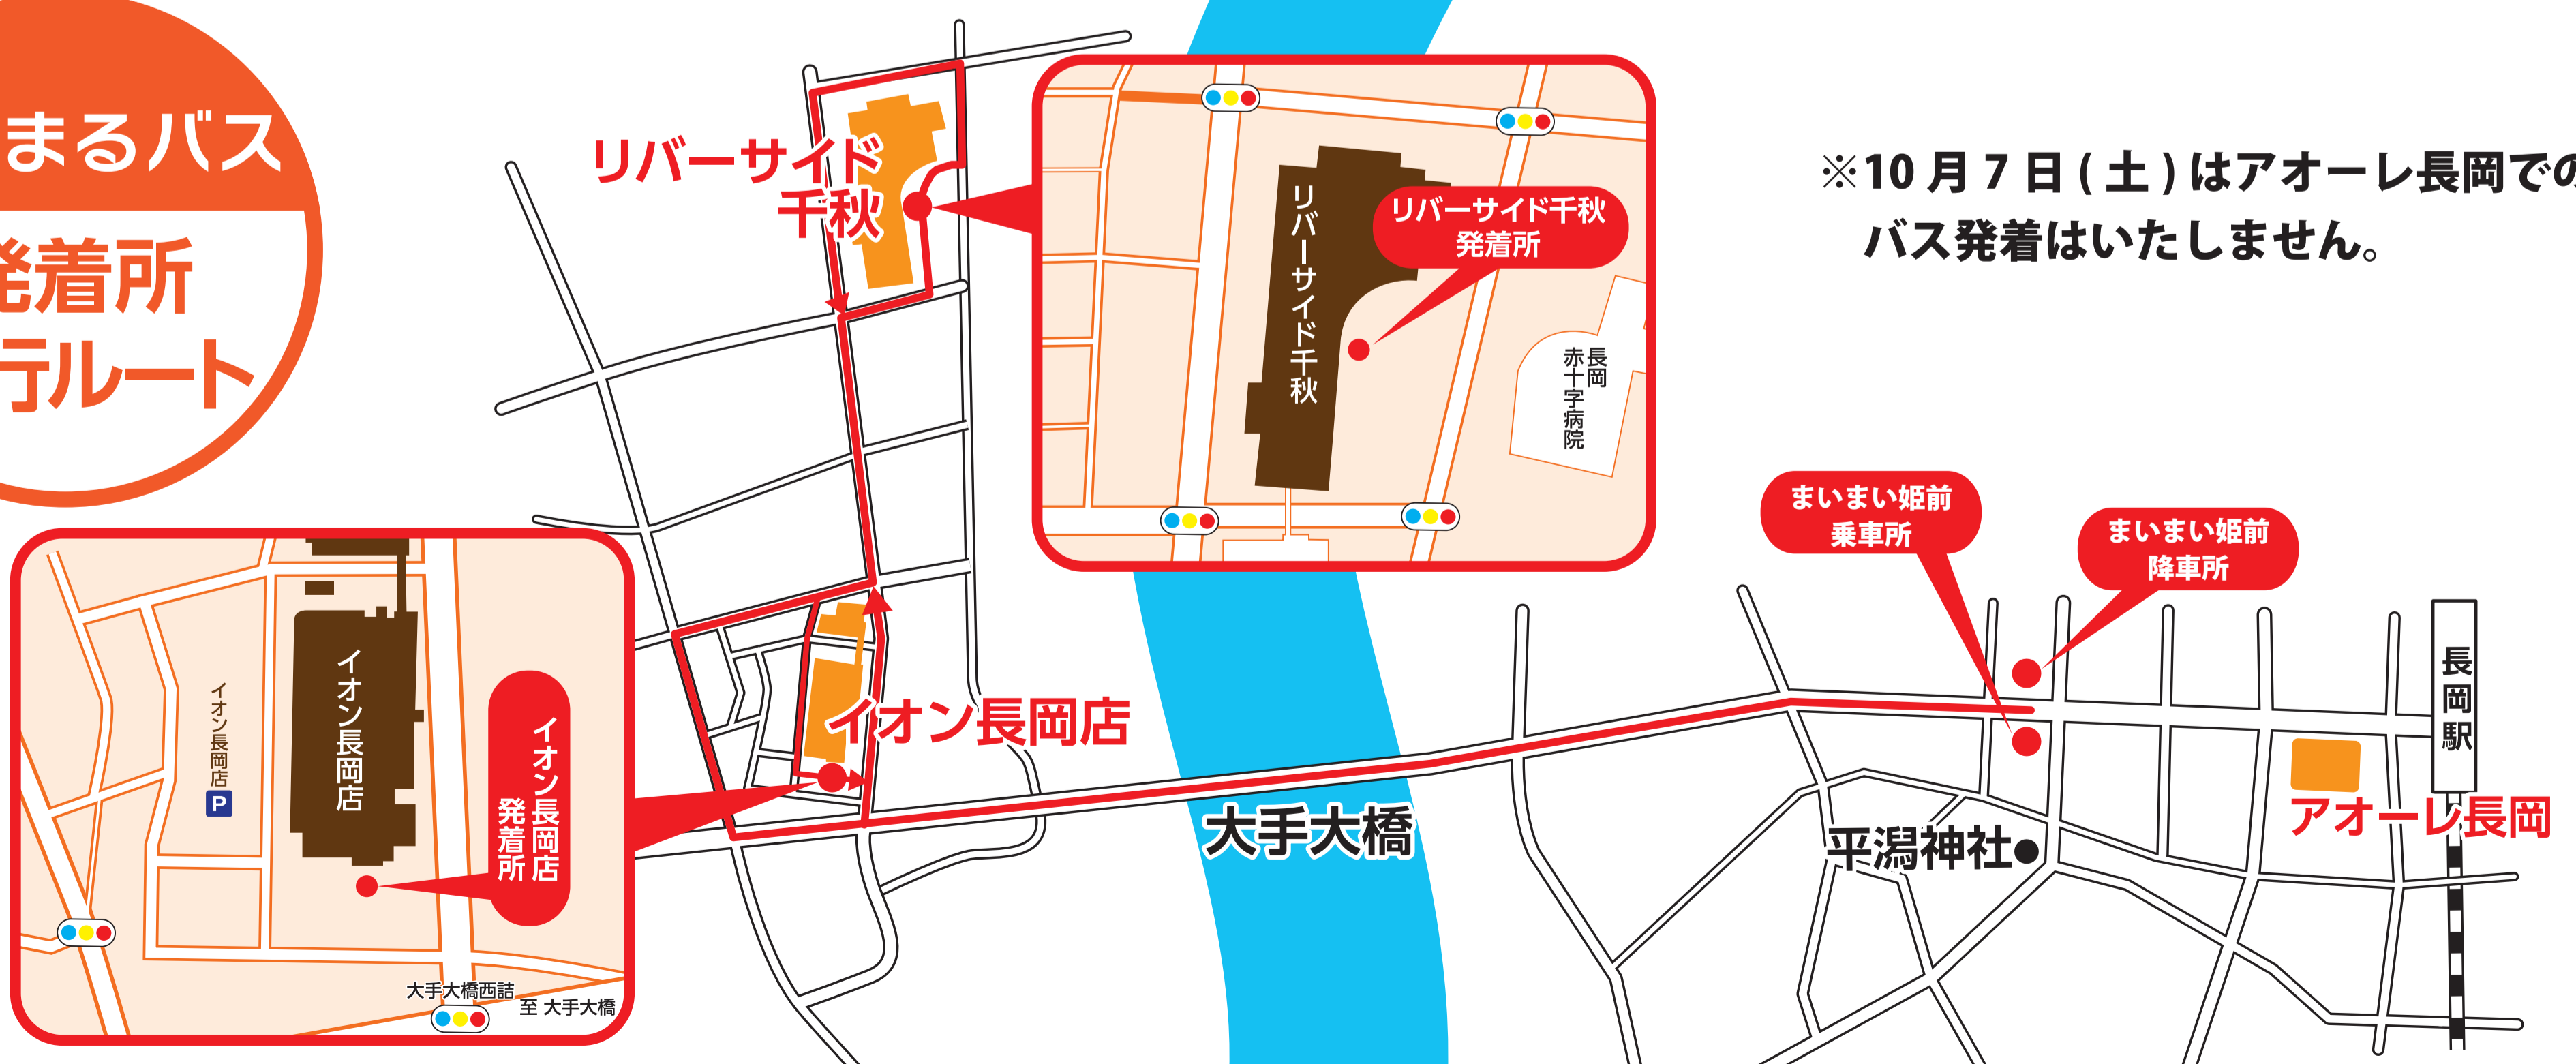 まるバス
発着所
行ルート
リバーサイド
千秋
リバーサイド千秋
リバーサイド千秋
発着所
長岡
赤十字病院
※10月7日(土)はアオーレ長岡での
バス発着はいたしません。
まいまい姫前
乗車所
まいまい姫前
降車所
長岡駅
アオーレ長岡
平潟神社
大手大橋
イオン長岡店
イオン長岡店
P
イオン長岡店
イオン長岡店
発着所
大手大橋西詰
至 大手大橋